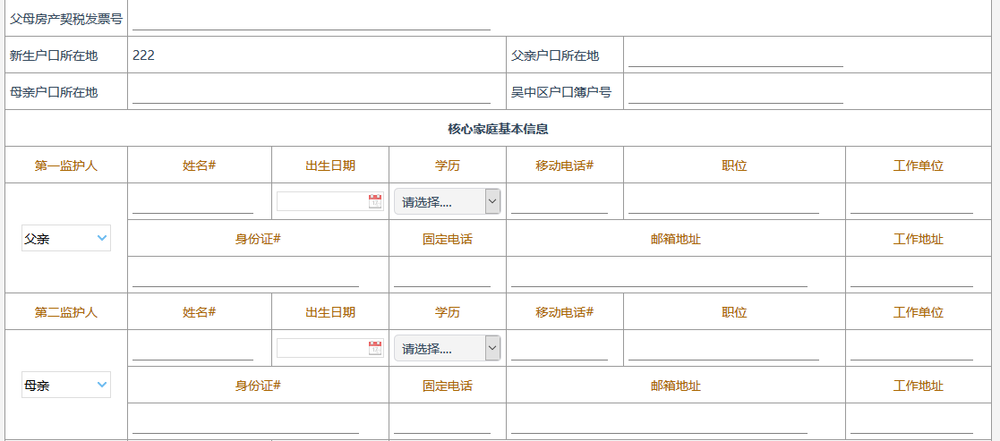 父母房产契税发票号
新生户口所在地 222 父亲户口所在地
母亲户口所在地 吴中区户口簿户号
核心家庭基本信息
第一监护人 姓名# 出生日期 学历 移动电话# 职位 工作单位
请选择....
父亲
身份证# 固定电话 邮箱地址 工作地址
第二监护人 姓名# 出生日期 学历 移动电话# 职位 工作单位
请选择....
母亲
身份证# 固定电话 邮箱地址 工作地址